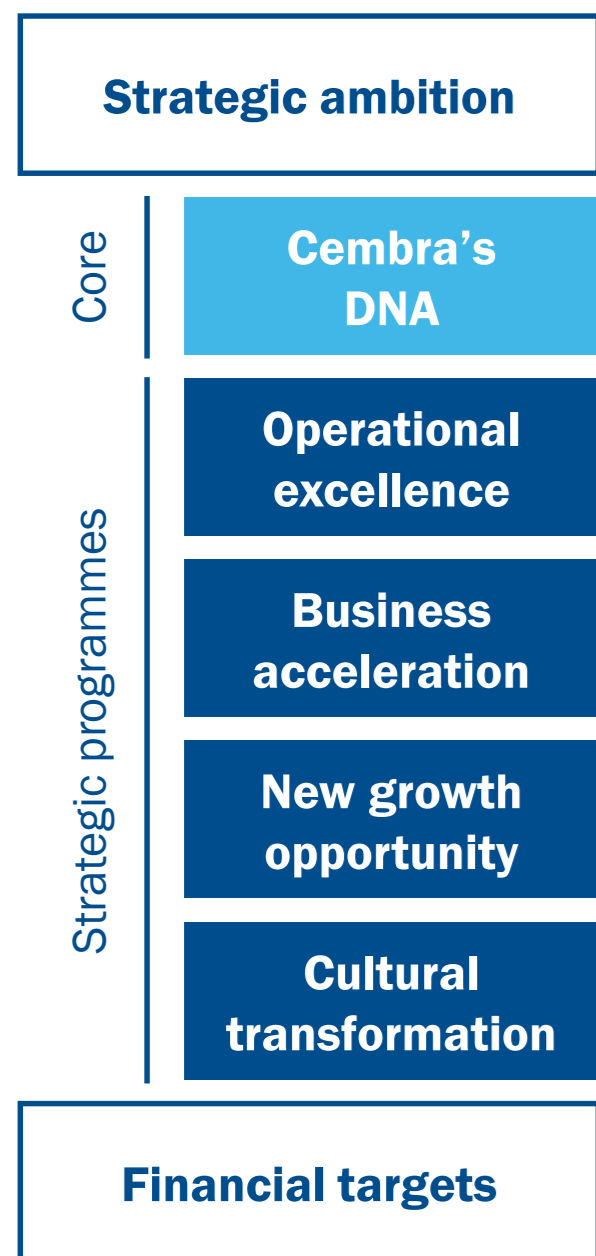 Strategic ambition
Core
Cembra’s
DNA
Strategic programmes
Operational
excellence
Business
acceleration
New growth
opportunity
Cultural
transformation
Financial targets